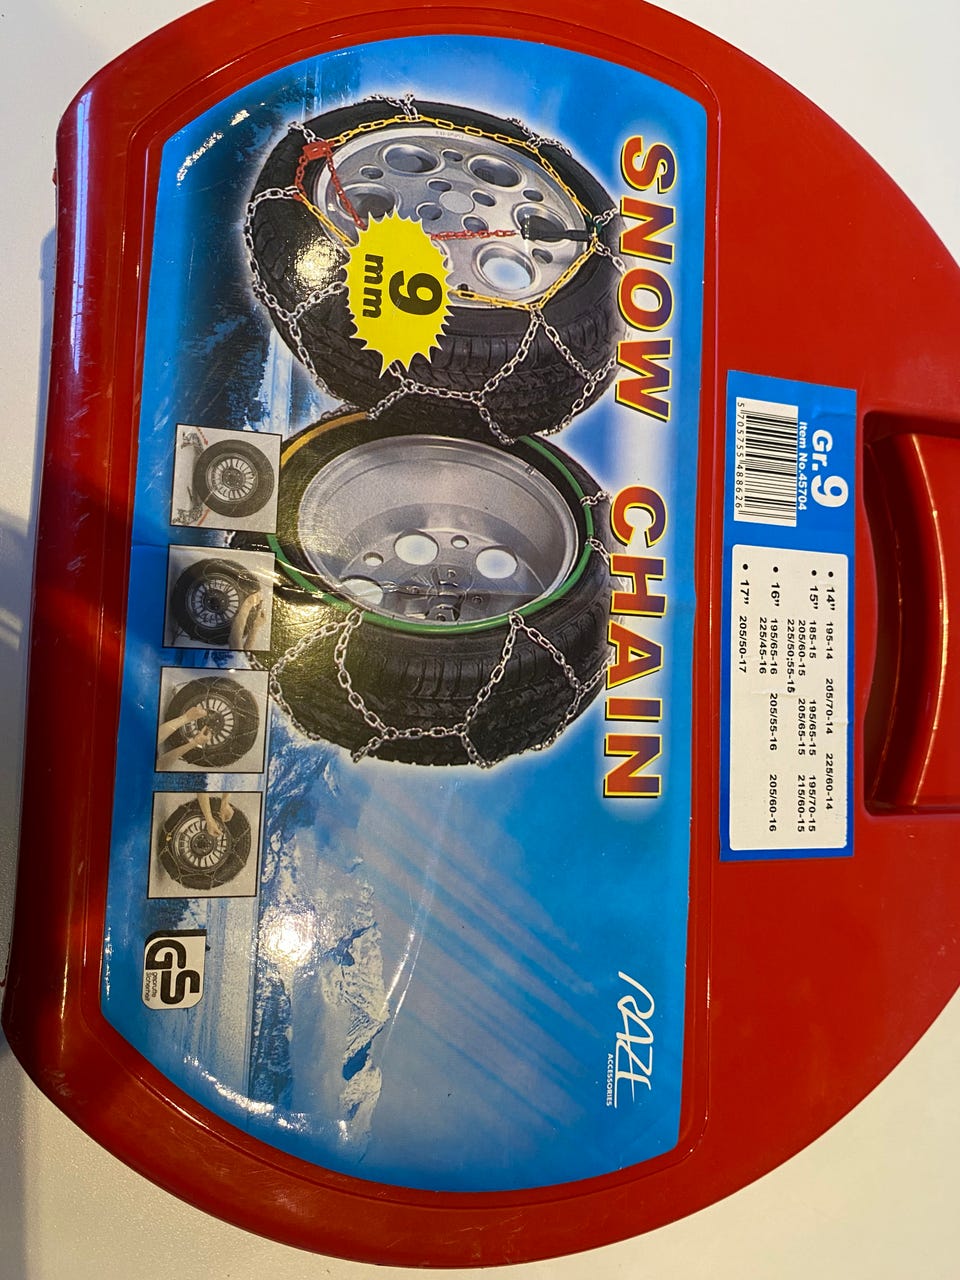 Gr.9
Item No.45704
5 705755 488626
• 14" 195-14 205/70-14 225/60-14
• 15" 185-15 195/65-15 195/70-15
205/60-15 205/65-15 215/60-15
225/50;55-15
• 16" 195/65-16 205/55-16 205/60-16
225/45-16
• 17" 205/50-17
SNOW CHAIN
RAZE
ACCESSORIES
9
mm
GS
geprüfte
Sicherheit